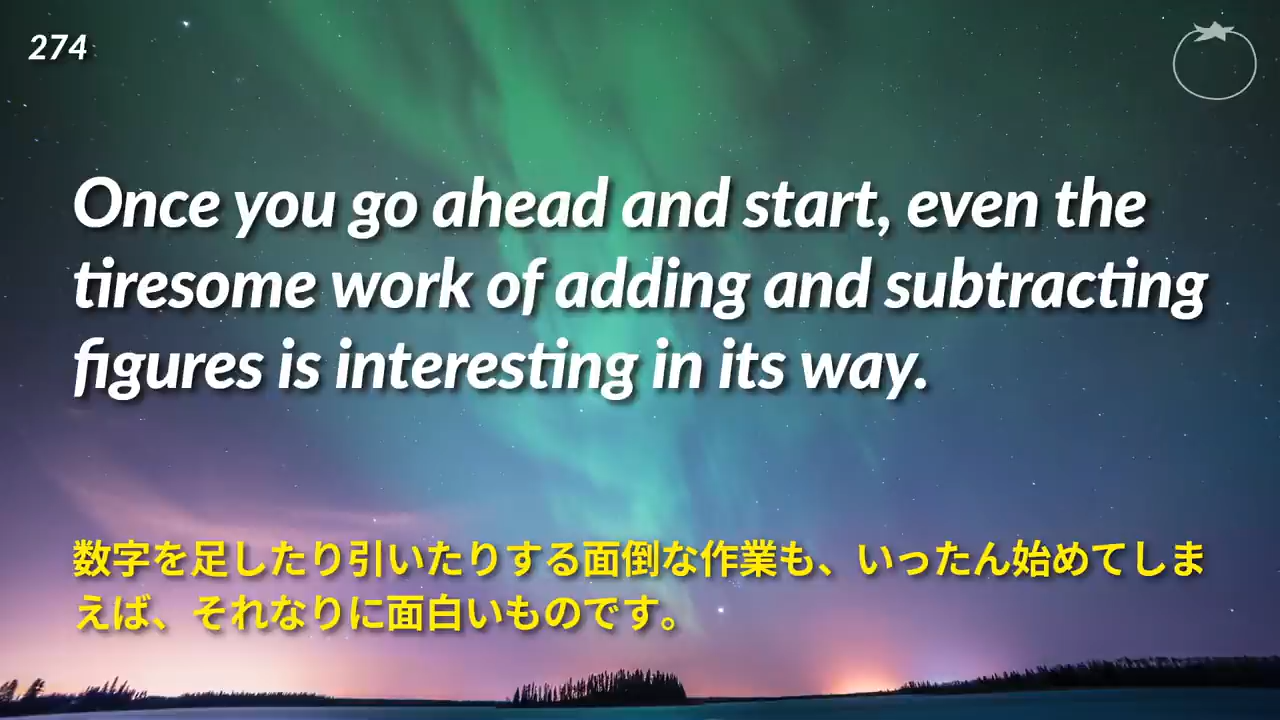 274
Once you go ahead and start, even the
tiresome work of adding and subtracting
figures is interesting in its way.
数字を足したり引いたりする面倒な作業も、いったん始めてしま
えば、それなりに面白いものです。